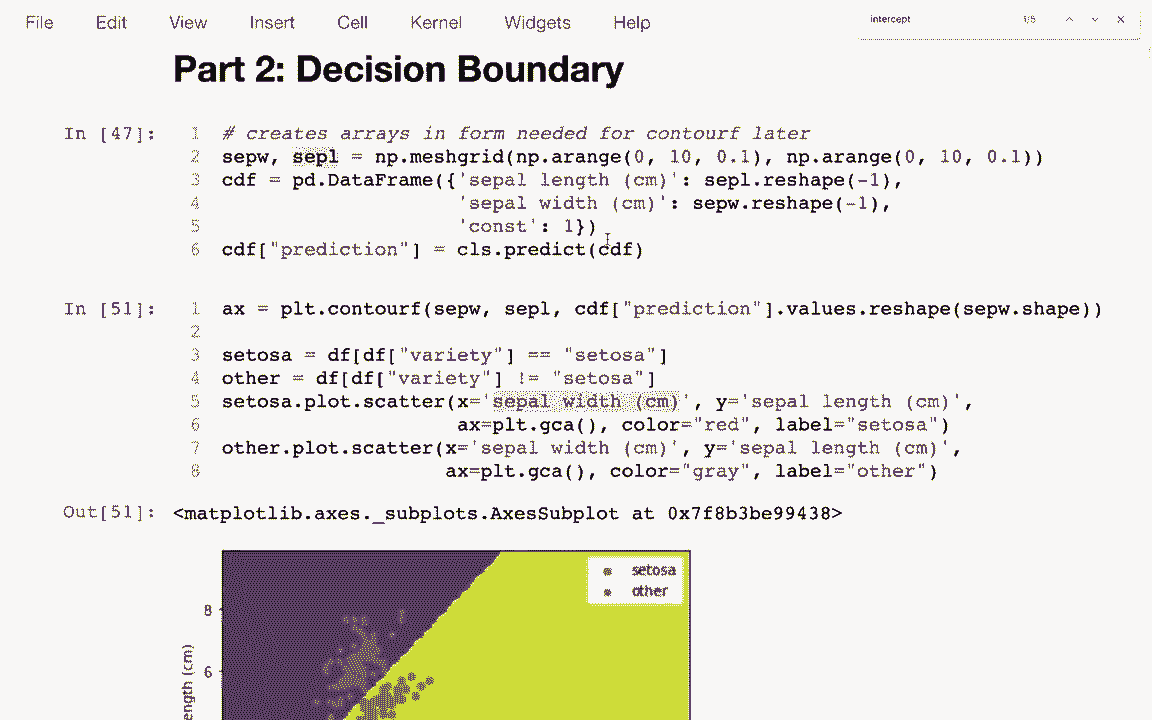 File Edit View Insert Cell Kernel Widgets Help
intercept 1/5
Part 2: Decision Boundary
In [47]:
1 # creates arrays in form needed for contourf later
2 sepw, sepl = np.meshgrid(np.arange(0, 10, 0.1), np.arange(0, 10, 0.1))
3 cdf = pd.DataFrame({'sepal length (cm)': sepl.reshape(-1),
4 'sepal width (cm)': sepw.reshape(-1),
5 'const': 1})
6 cdf["prediction"] = cls.predict(cdf)
In [51]:
1 ax = plt.contourf(sepw, sepl, cdf["prediction"].values.reshape(sepw.shape))
2
3 setosa = df[df["variety"] == "setosa"]
4 other = df[df["variety"] != "setosa"]
5 setosa.plot.scatter(x='sepal width (cm)', y='sepal length (cm)',
6 ax=plt.gca(), color="red", label="setosa")
7 other.plot.scatter(x='sepal width (cm)', y='sepal length (cm)',
8 ax=plt.gca(), color="gray", label="other")
Out[51]: <matplotlib.axes._subplots.AxesSubplot at 0x7f8b3be99438>
setosa
other
8
6
ength (cm)